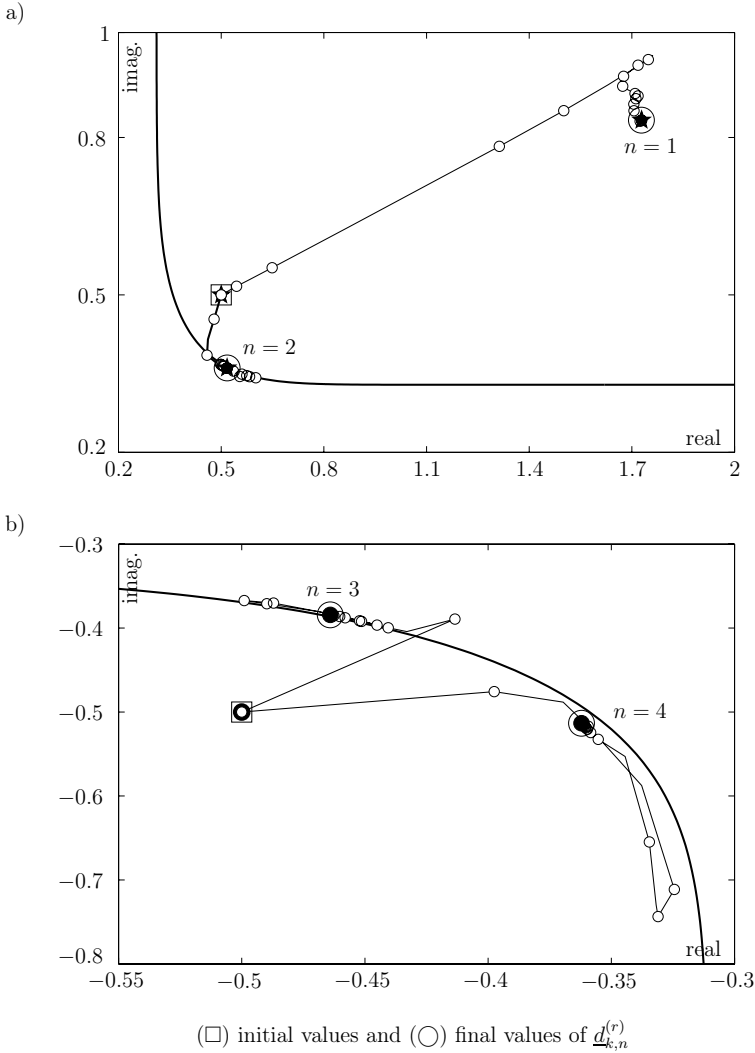 a)
1
imag.
0.8
n = 1
0.5
n = 2
real
0.2
0.2 0.5 0.8 1.1 1.4 1.7 2
b)
−0.3
imag.
n = 3
−0.4
−0.5
n = 4
−0.6
−0.7
real
−0.8
−0.55 −0.5 −0.45 −0.4 −0.35 −0.3
(□) initial values and (○) final values of d_{k,n}^{(r)}